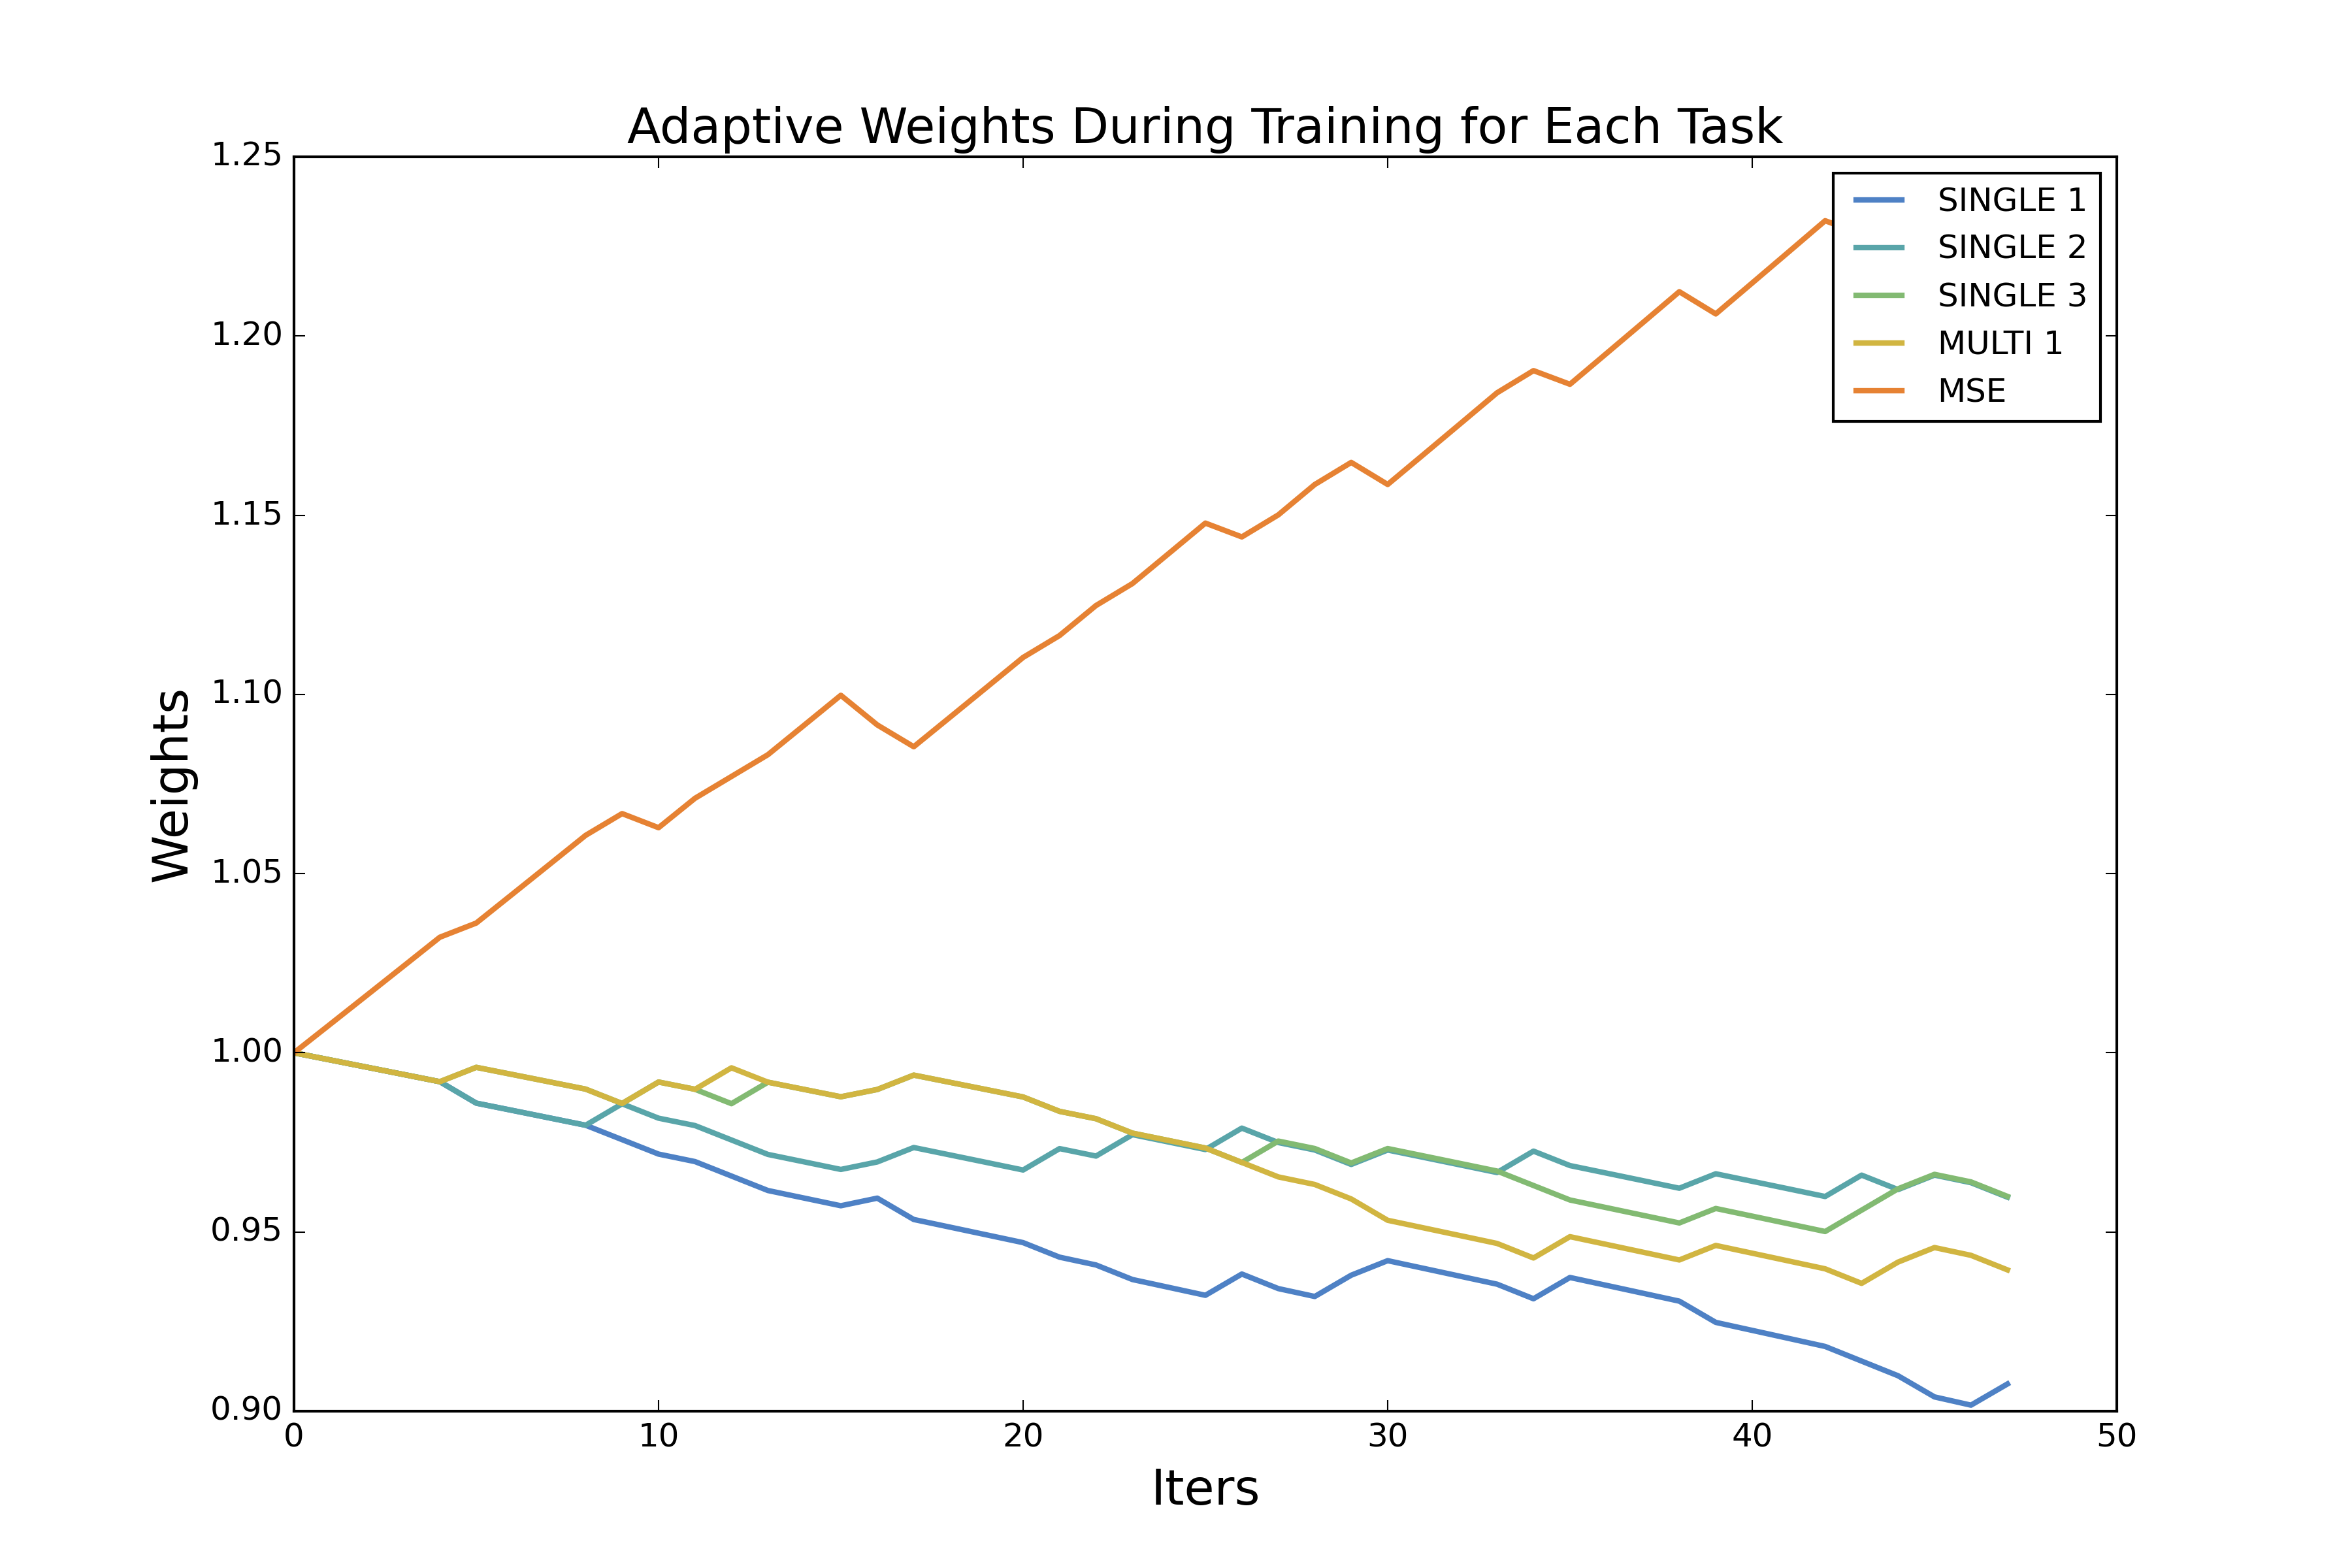 Adaptive Weights During Training for Each Task
1.25
1.20
1.15
1.10
1.05
1.00
0.95
0.90
Weights
0
10
20
30
40
50
Iters
SINGLE 1
SINGLE 2
SINGLE 3
MULTI 1
MSE